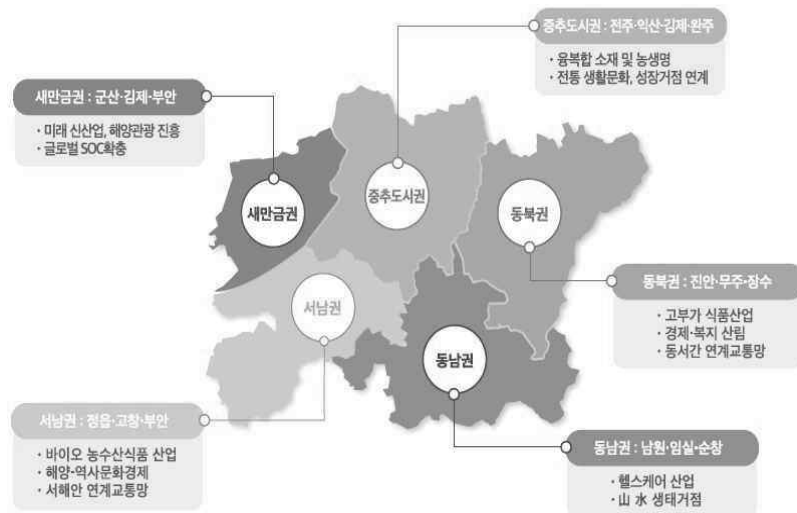 중추도시권 : 전주·익산·김제·완주
· 융복합 소재 및 농생명
· 전통 생활문화, 성장거점 연계
새만금권 : 군산·김제·부안
· 미래 신산업, 해양관광 진흥
· 글로벌 SOC확충
새만금권
중추도시권
동북권
서남권
동남권
동북권 : 진안·무주·장수
· 고부가 식품산업
· 경제·복지 산림
· 동서간 연계교통망
서남권 : 정읍·고창·부안
· 바이오 농수산식품 산업
· 해양·역사문화경제
· 서해안 연계교통망
동남권 : 남원·임실·순창
· 헬스케어 산업
· 山 水 생태거점